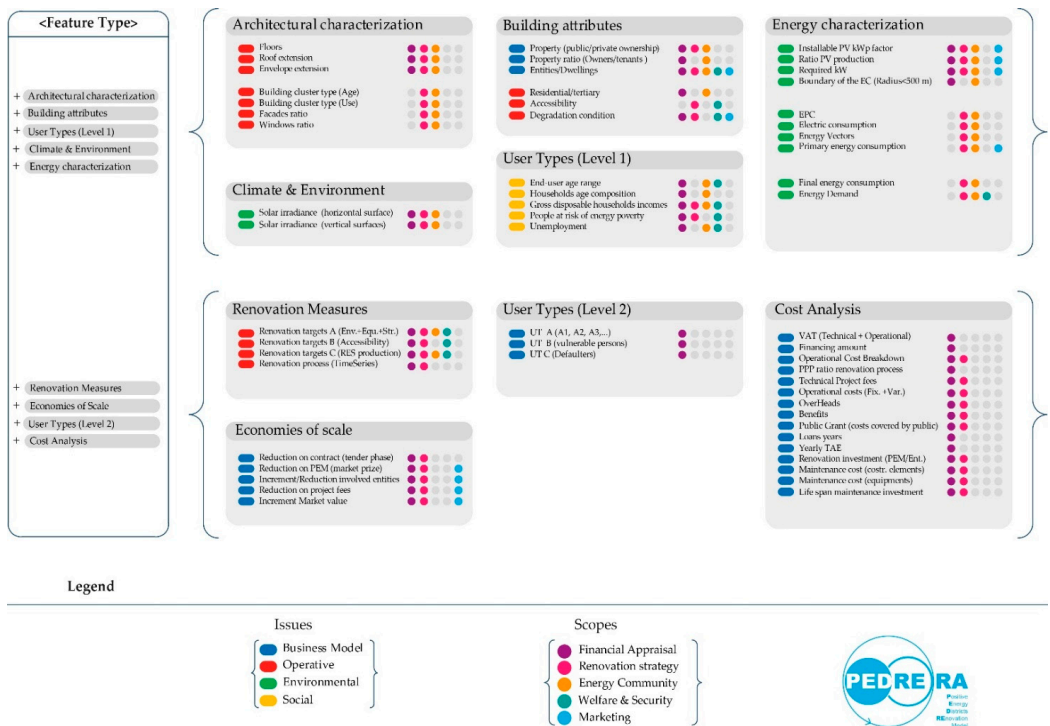 <Feature Type>
+ Architectural characterization
+ Building attributes
+ User Types (Level 1)
+ Climate & Environment
+ Energy characterization
+ Renovation Measures
+ Economies of Scale
+ User Types (Level 2)
+ Cost Analysis
Architectural characterization
Floors
Roof extension
Envelope extension
Building cluster type (Age)
Building cluster type (Use)
Facades ratio
Windows ratio
Climate & Environment
Solar irradiance (horizontal surface)
Solar irradiance (vertical surfaces)
Building attributes
Property (public/private ownership)
Property ratio (Owners/tenants )
Entities/Dwellings
Residential/tertiary
Accessibility
Degradation condition
User Types (Level 1)
End-user age range
Households age composition
Gross disposable households incomes
People at risk of energy poverty
Unemployment
Energy characterization
Installable PV kWp factor
Ratio PV production
Required kW
Boundary of the EC (Radius<500 m)
EPC
Electric consumption
Energy Vectors
Primary energy consumption
Final energy consumption
Energy Demand
Renovation Measures
Renovation targets A (Env.+Equ.+Str.)
Renovation targets B (Accessibility)
Renovation targets C (RES production)
Renovation process (TimeSeries)
Economies of scale
Reduction on contract (tender phase)
Reduction on PEM (market prize)
Increment/Reduction involved entities
Reduction on project fees
Increment Market value
User Types (Level 2)
UT A (A1, A2, A3,...)
UT B (vulnerable persons)
UT C (Defaulters)
Cost Analysis
VAT (Technical + Operational)
Financing amount
Operational Cost Breakdown
PPP ratio renovation process
Technical Project fees
Operational costs (Fix. +Var.)
OverHeads
Benefits
Public Grant (costs covered by public)
Loans years
Yearly TAE
Renovation investment (PEM/Ent.)
Maintenance cost (costr. elements)
Maintenance cost (equipments)
Life span maintenance investment
Legend
Issues
Business Model
Operative
Environmental
Social
Scopes
Financial Appraisal
Renovation strategy
Energy Community
Welfare & Security
Marketing
PEDRERA
Positive
Energy
Districts
REnovation
Model